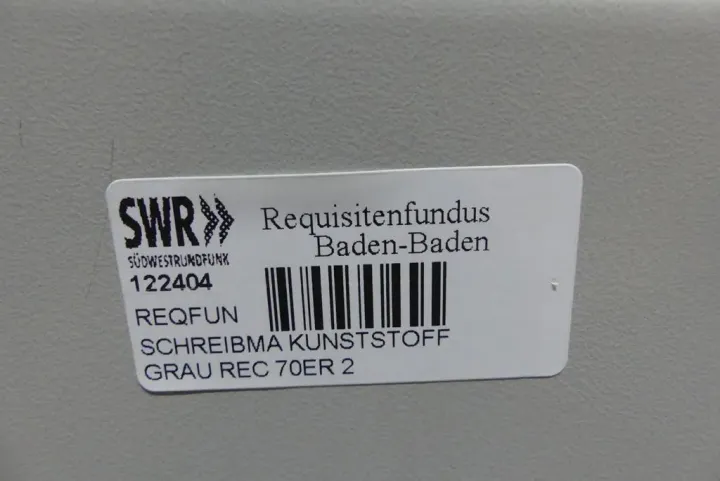 SWR
SÜDWESTRUNDFUNK
Requisitenfundus
Baden-Baden
122404
REQFUN
SCHREIBMA KUNSTSTOFF
GRAU REC 70ER 2